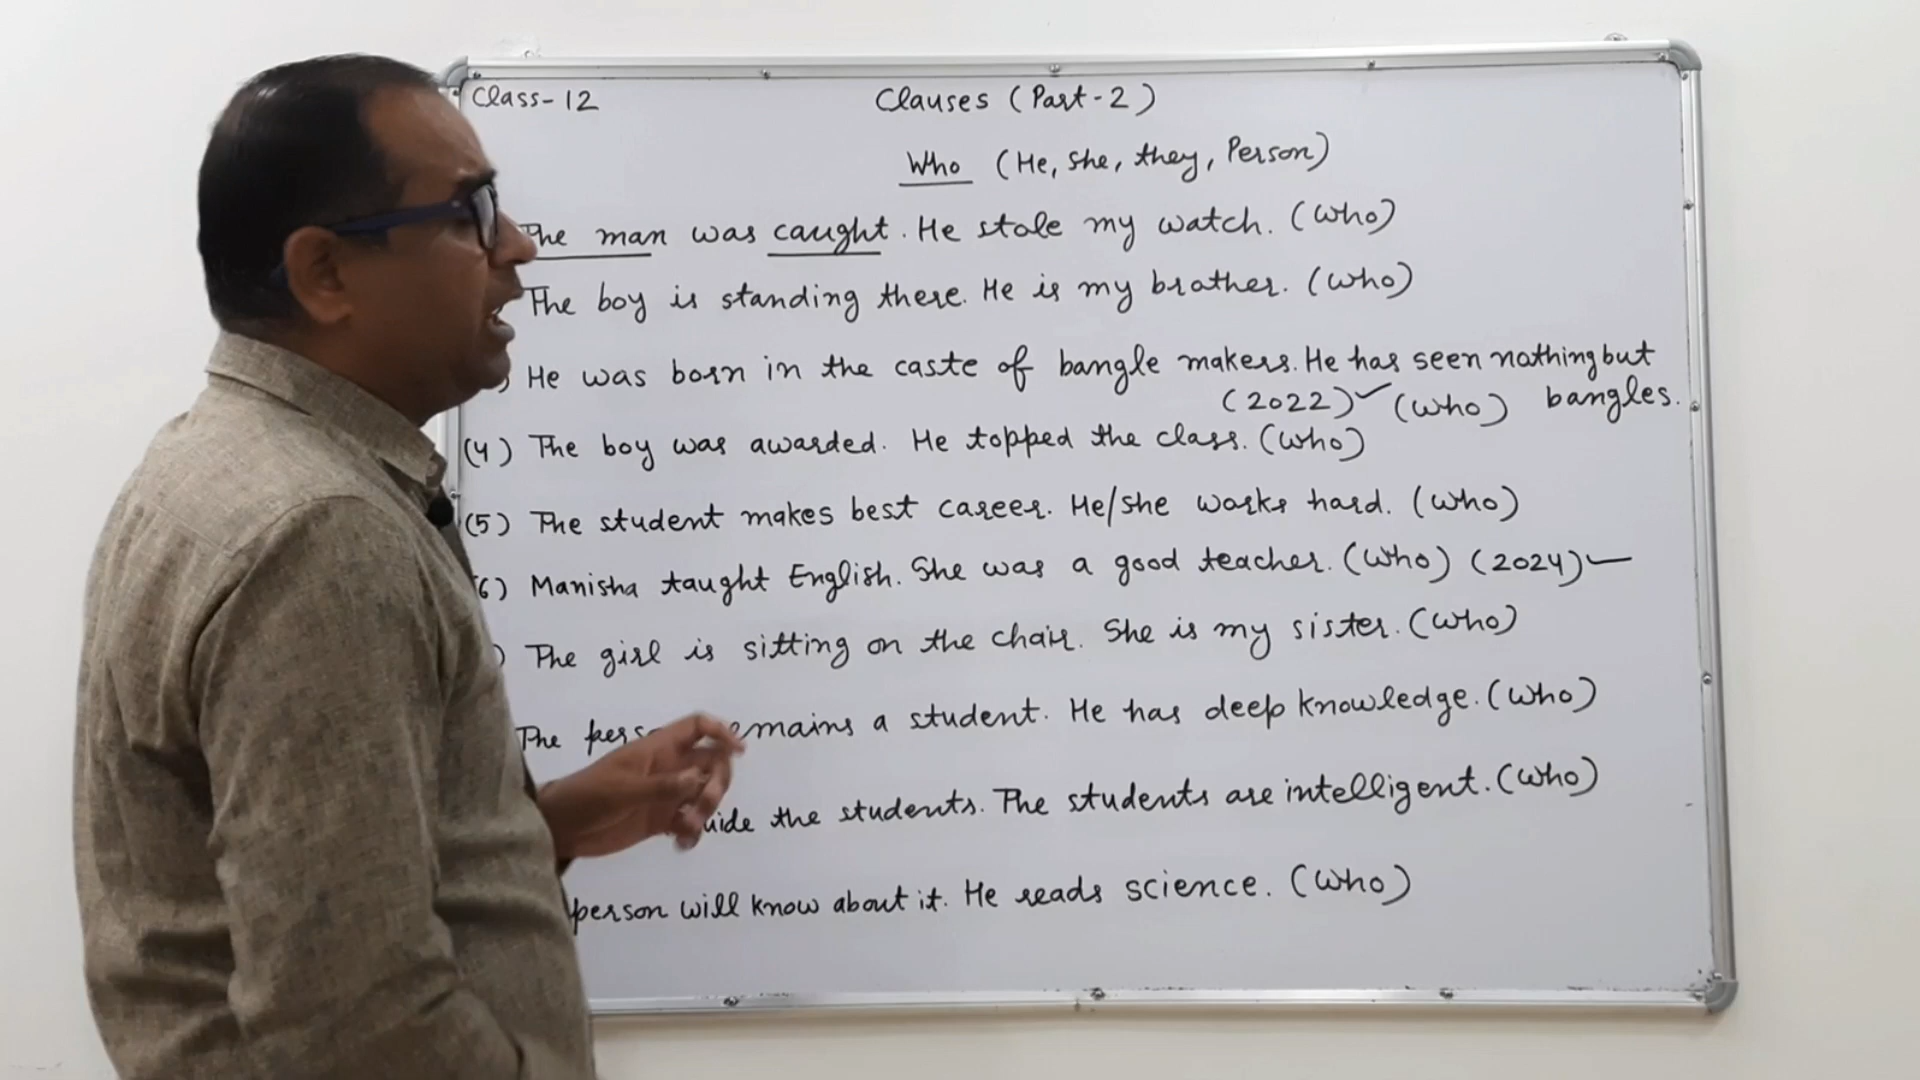 Class-12
Clauses (Part-2)
Who (He, She, they, Person)
The man was caught. He stole my watch. (Who)
The boy is standing there. He is my brother. (Who)
) He was born in the caste of bangle makers. He has seen nothing but
(2022)✓ (Who) bangles.
(4) The boy was awarded. He topped the class. (Who)
(5) The student makes best career. He/She works hard. (Who)
6) Manisha taught English. She was a good teacher. (Who) (2024)✓
) The girl is sitting on the chair. She is my sister. (Who)
The a student. He has deep knowledge. (Who)
the students. The students are intelligent. (Who)
person will know about it. He reads science. (Who)